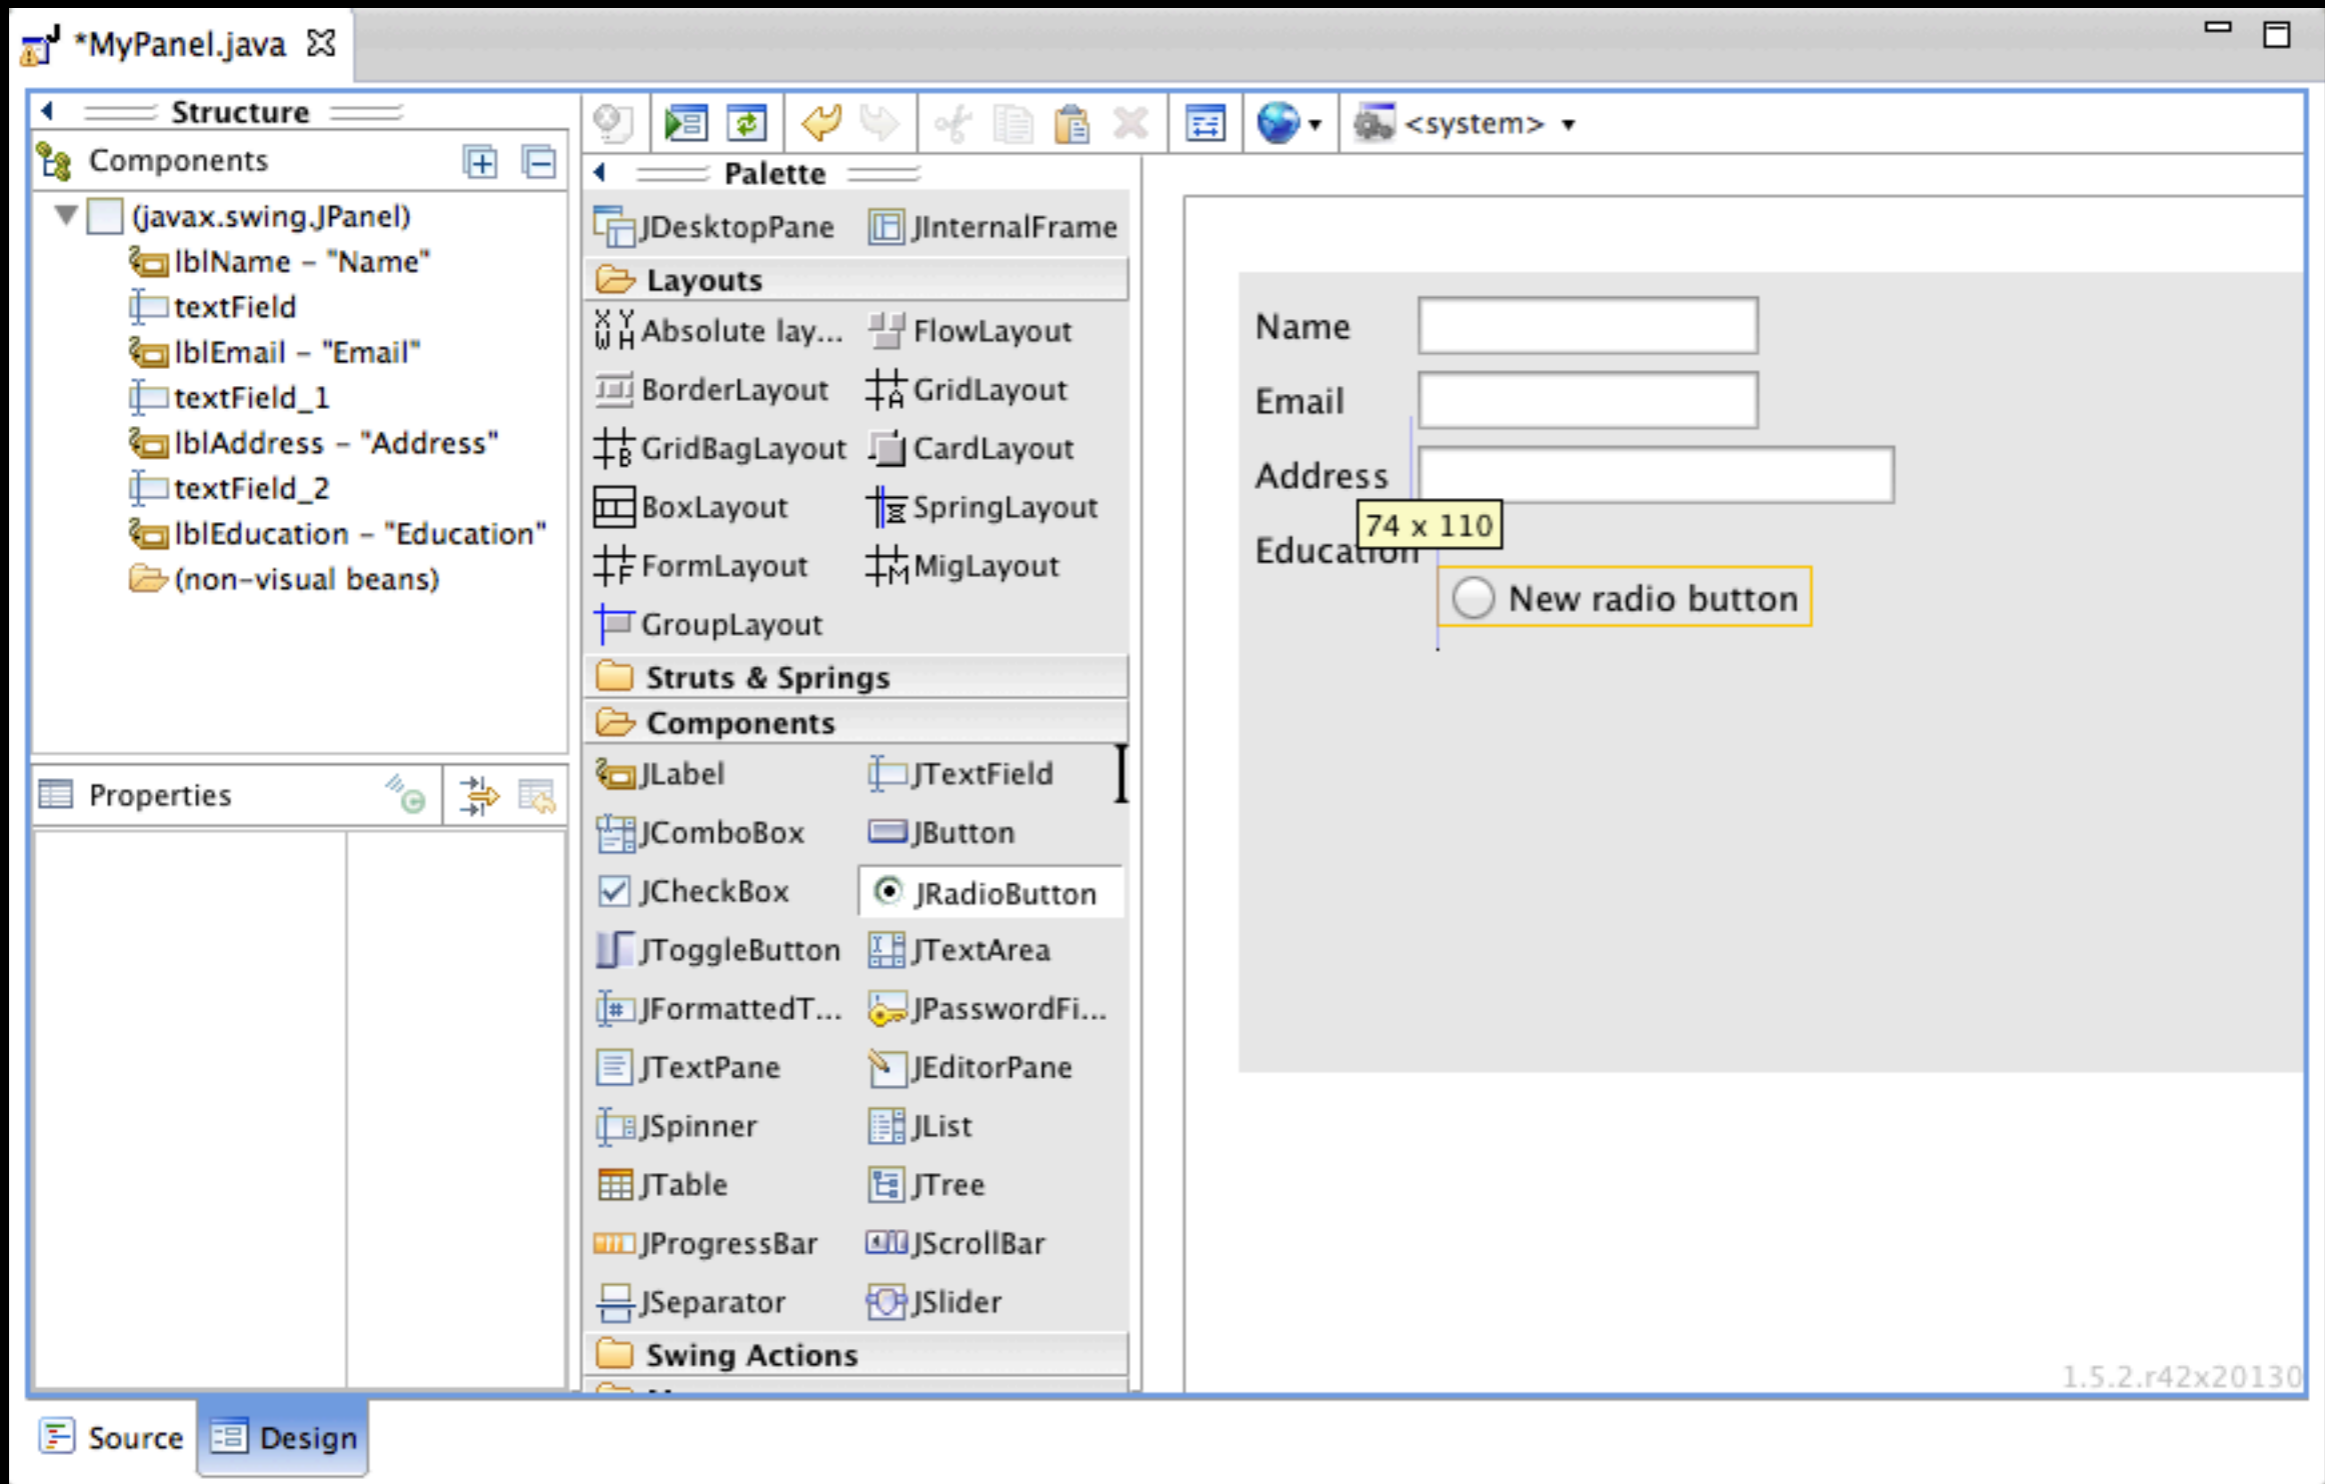 *MyPanel.java
Structure
<system>
Components
Palette
(javax.swing.JPanel)
lblName – "Name"
textField
lblEmail – "Email"
textField_1
lblAddress – "Address"
textField_2
lblEducation – "Education"
(non-visual beans)
Properties
JDesktopPane JInternalFrame
Layouts
Absolute lay... FlowLayout
BorderLayout GridLayout
GridBagLayout CardLayout
BoxLayout SpringLayout
FormLayout MigLayout
GroupLayout
Struts & Springs
Components
JLabel JTextField
JComboBox JButton
JCheckBox JRadioButton
JToggleButton JTextArea
JFormattedT... JPasswordFi...
JTextPane JEditorPane
JSpinner JList
JTable JTree
JProgressBar JScrollBar
JSeparator JSlider
Swing Actions
Name
Email
Address
74 x 110
Education
New radio button
1.5.2.r42x20130
Source Design